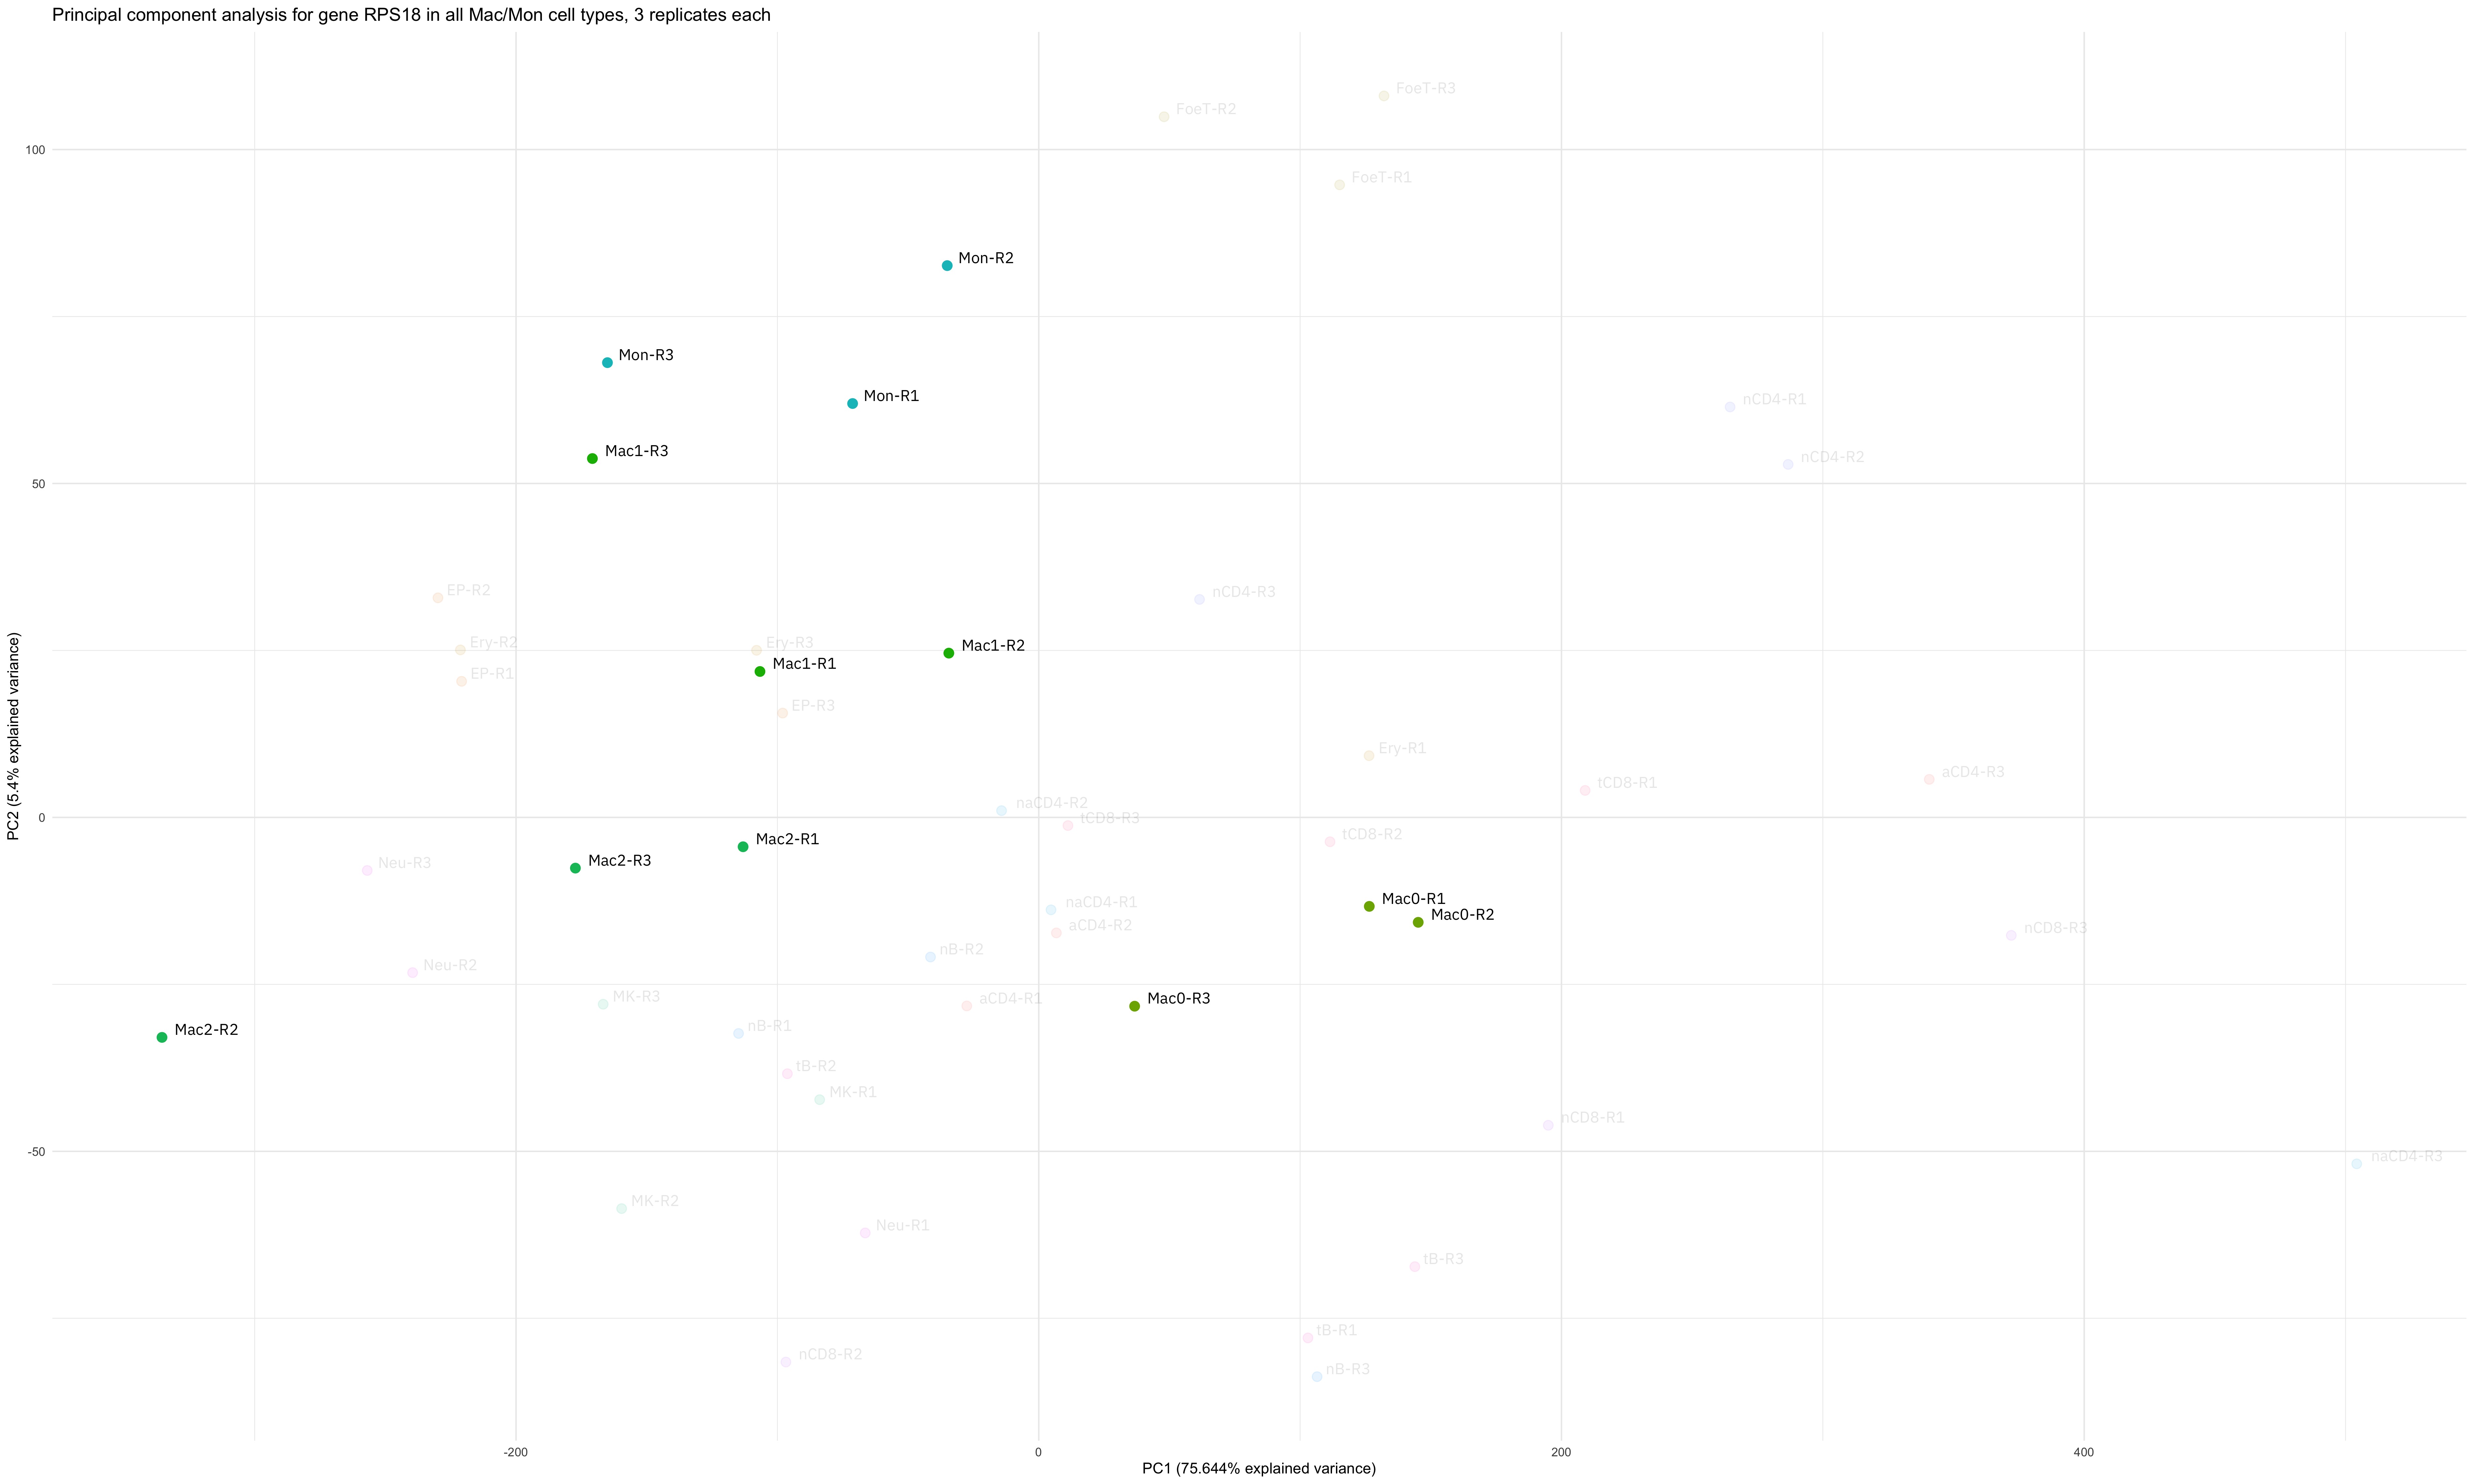 Principal component analysis for gene RPS18 in all Mac/Mon cell types, 3 replicates each
FoeT-R3
FoeT-R2
100
FoeT-R1
Mon-R2
Mon-R3
Mon-R1
nCD4-R1
Mac1-R3
nCD4-R2
50
EP-R2
nCD4-R3
Ery-R2
Ery-R3
Mac1-R2
Mac1-R1
EP-R1
EP-R3
Ery-R1
aCD4-R3
tCD8-R1
naCD4-R2
0
tCD8-R3
tCD8-R2
Mac2-R1
Mac2-R3
Neu-R3
Mac0-R1
naCD4-R1
Mac0-R2
aCD4-R2
nCD8-R3
nB-R2
Neu-R2
MK-R3
aCD4-R1
Mac0-R3
nB-R1
Mac2-R2
tB-R2
MK-R1
nCD8-R1
-50
naCD4-R3
MK-R2
Neu-R1
tB-R3
tB-R1
nCD8-R2
nB-R3
PC2 (5.4% explained variance)
-200
0
200
400
PC1 (75.644% explained variance)